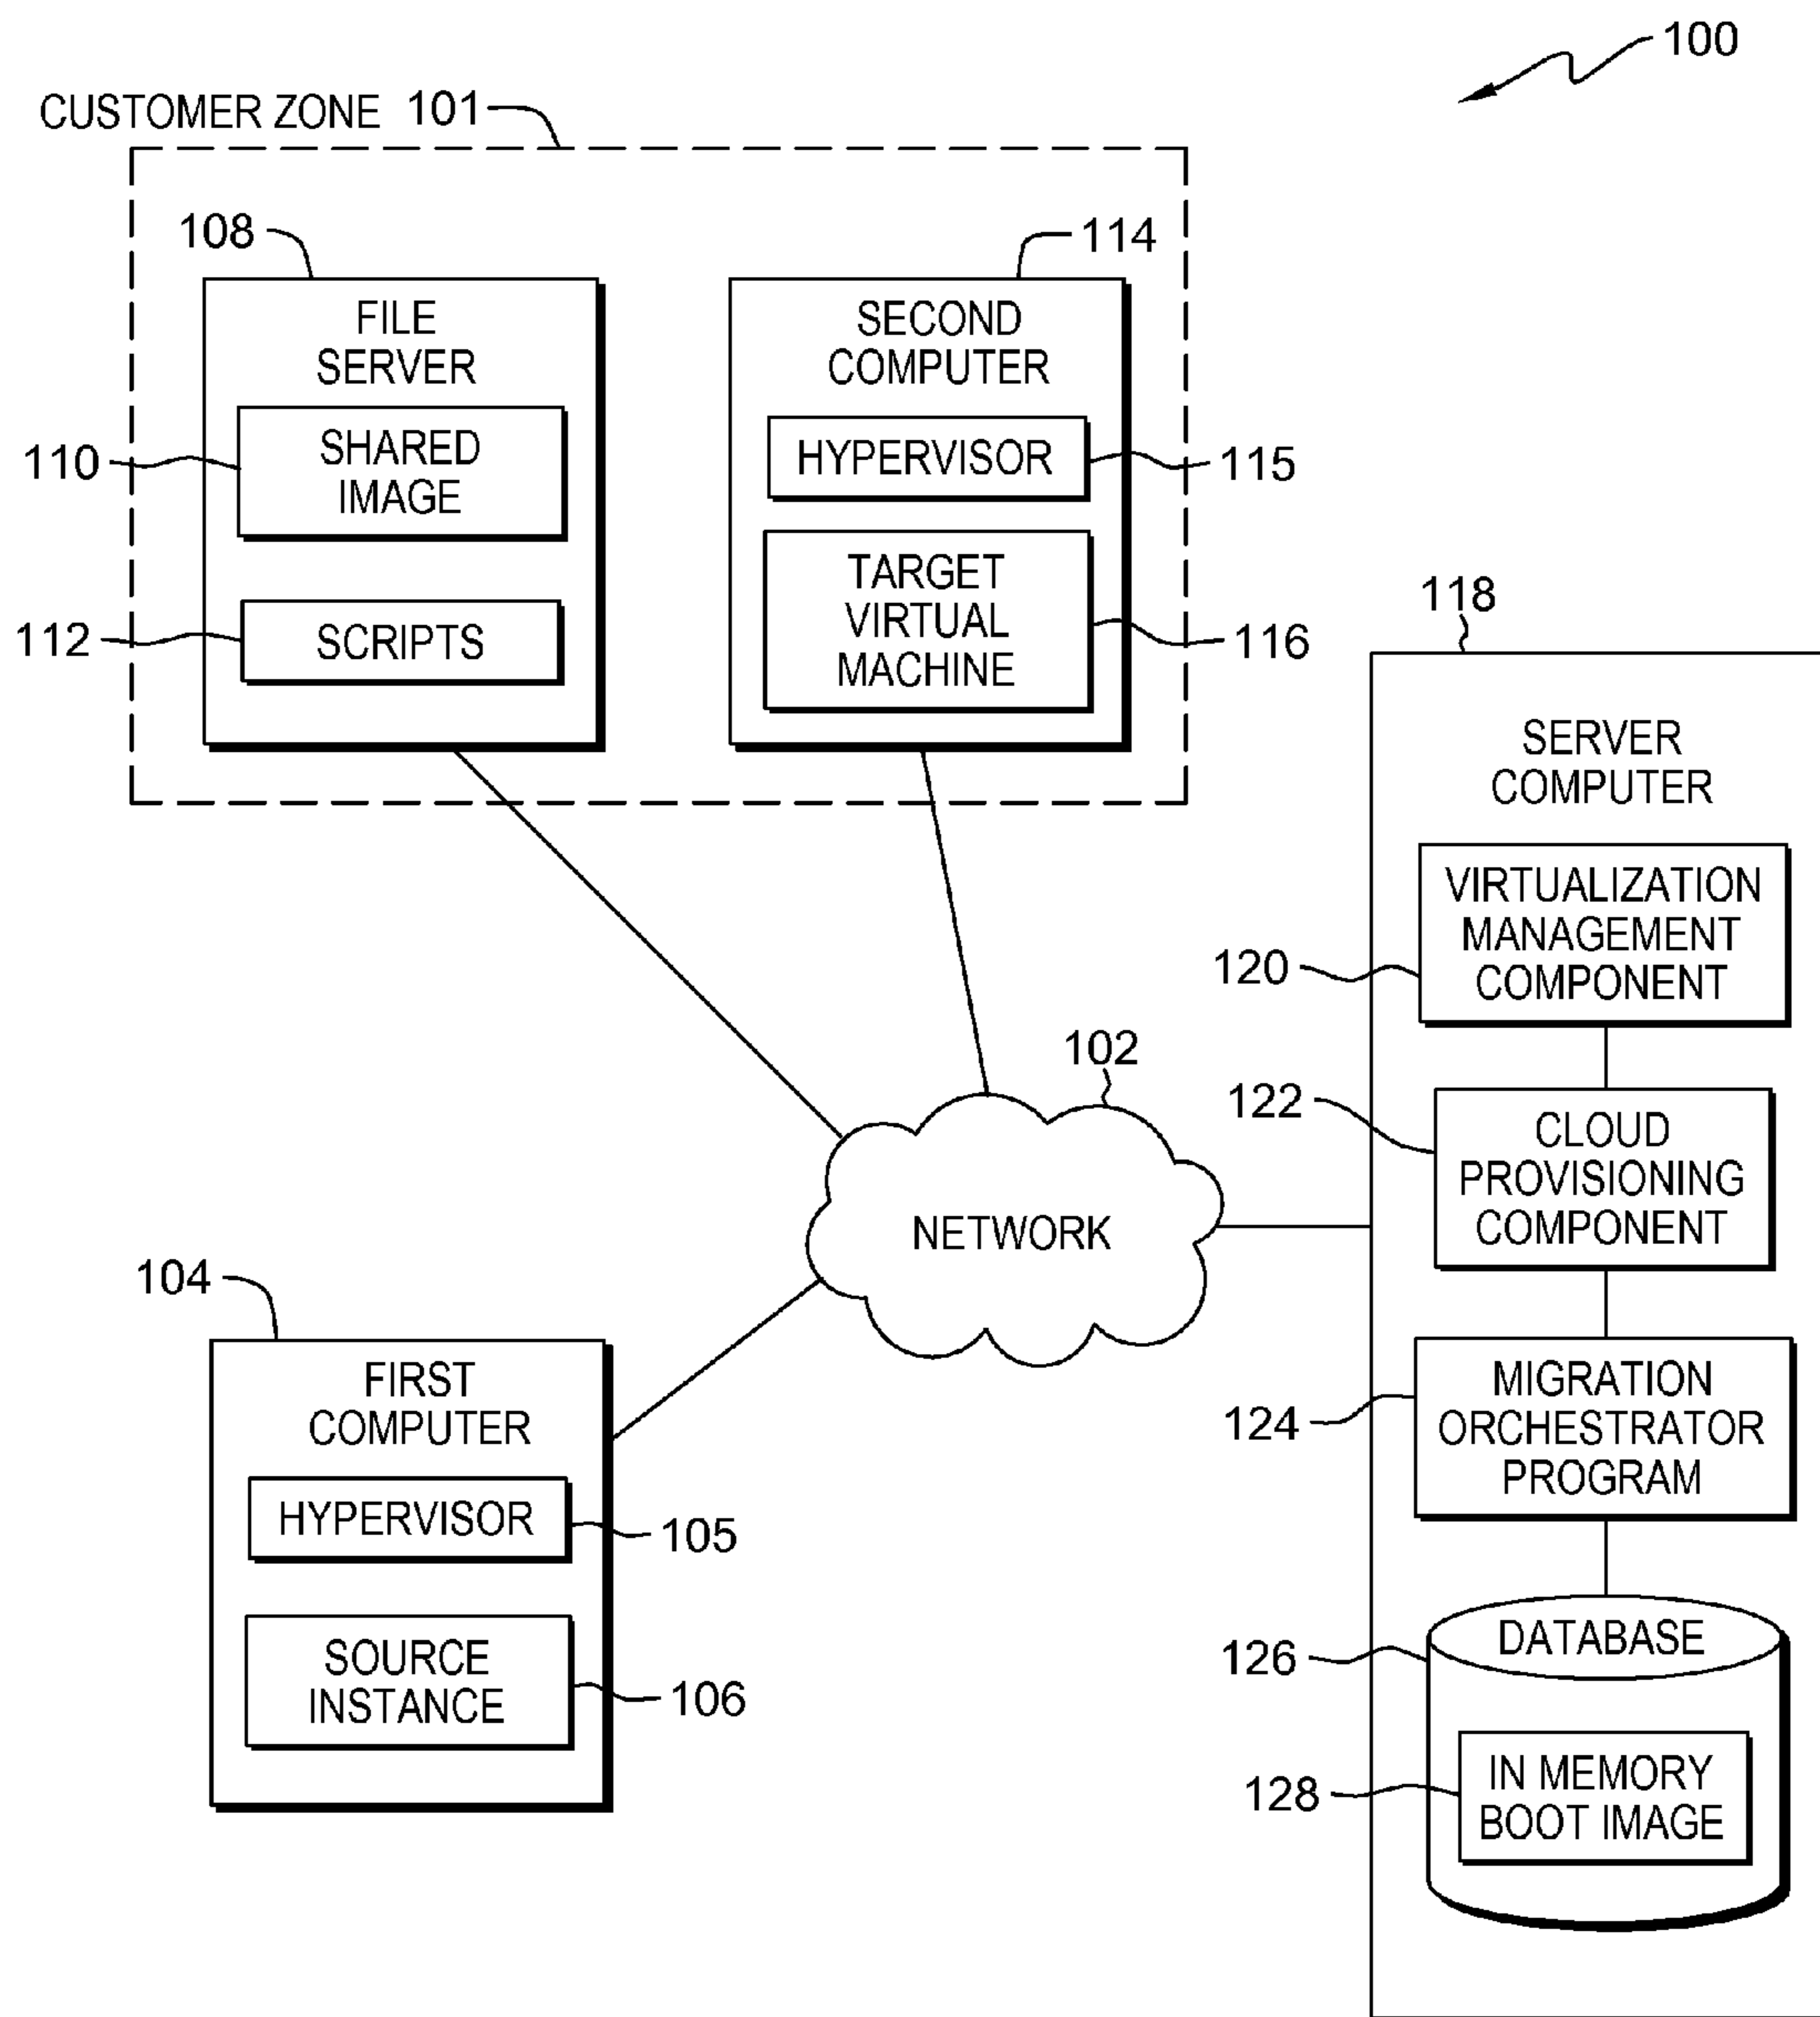 100
CUSTOMER ZONE 101
108
FILE
SERVER
110
SHARED
IMAGE
112
SCRIPTS
114
SECOND
COMPUTER
HYPERVISOR
115
TARGET
VIRTUAL
MACHINE
116
118
SERVER
COMPUTER
VIRTUALIZATION
MANAGEMENT
COMPONENT
120
122
CLOUD
PROVISIONING
COMPONENT
124
MIGRATION
ORCHESTRATOR
PROGRAM
126
DATABASE
128
IN MEMORY
BOOT IMAGE
102
NETWORK
104
FIRST
COMPUTER
HYPERVISOR
105
SOURCE
INSTANCE
106